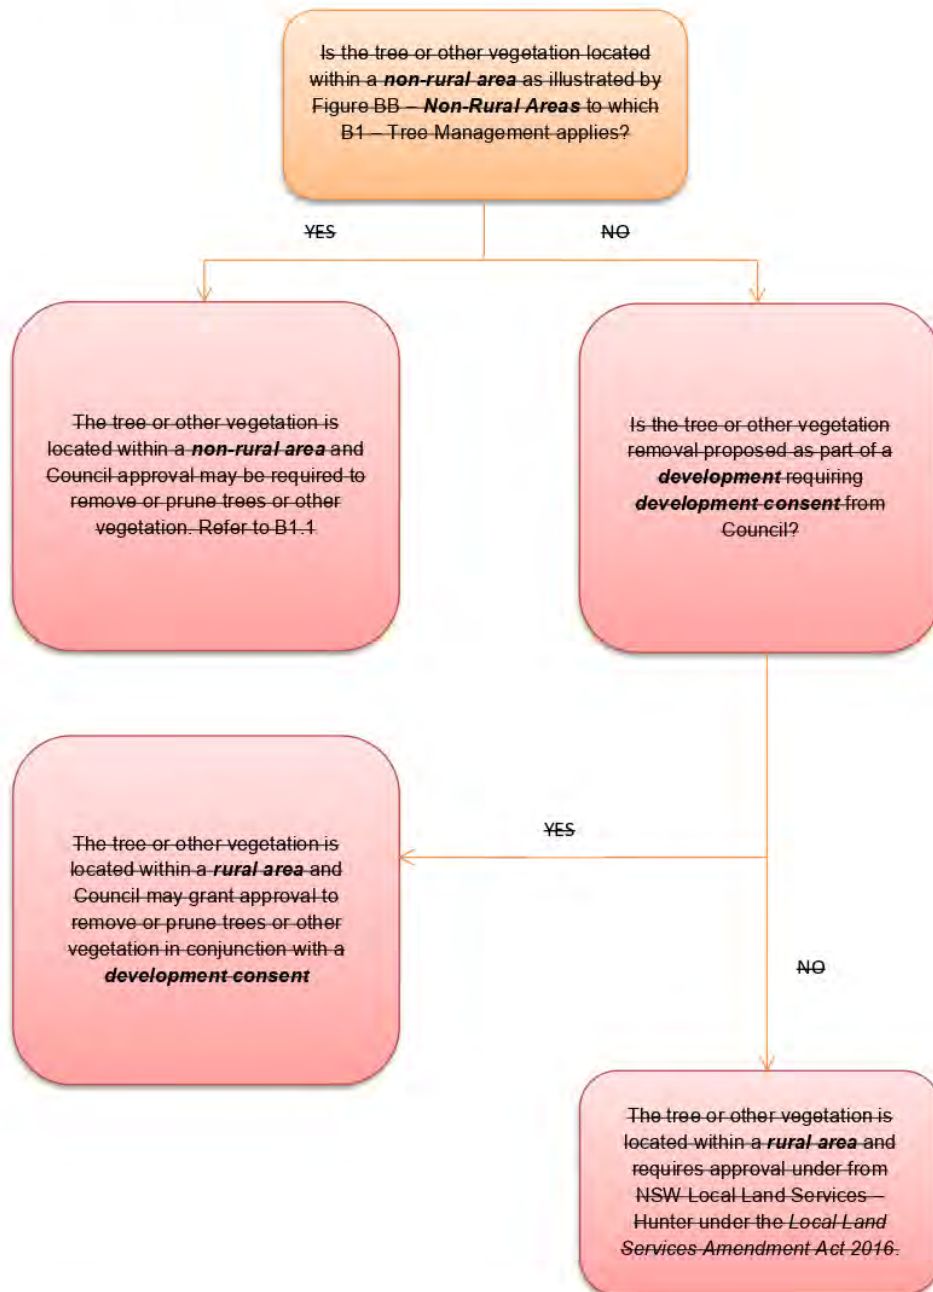 Is the tree or other vegetation located
within a non-rural area as illustrated by
Figure BB – Non-Rural Areas to which
B1 – Tree Management applies?
YES
NO
The tree or other vegetation is
located within a non-rural area and
Council approval may be required to
remove or prune trees or other
vegetation. Refer to B1.1
Is the tree or other vegetation
removal proposed as part of a
development requiring
development consent from
Council?
YES
The tree or other vegetation is
located within a rural area and
Council may grant approval to
remove or prune trees or other
vegetation in conjunction with a
development consent
NO
The tree or other vegetation is
located within a rural area and
requires approval under from
NSW Local Land Services –
Hunter under the Local Land
Services Amendment Act 2016.